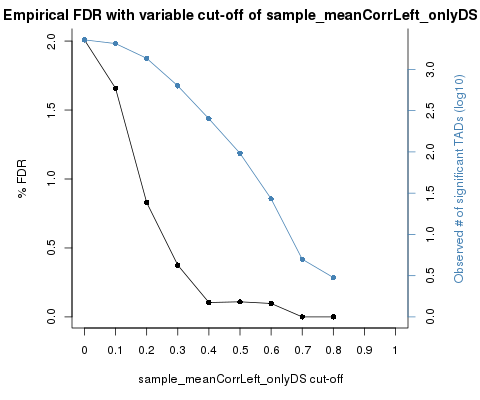 Empirical FDR with variable cut-off of sample_meanCorrLeft_onlyDS
% FDR
2.0
1.5
1.0
0.5
0.0
3.0
2.5
2.0
1.5
1.0
0.5
0.0
Observed # of significant TADs (log10)
0 0.1 0.2 0.3 0.4 0.5 0.6 0.7 0.8 0.9 1
sample_meanCorrLeft_onlyDS cut-off